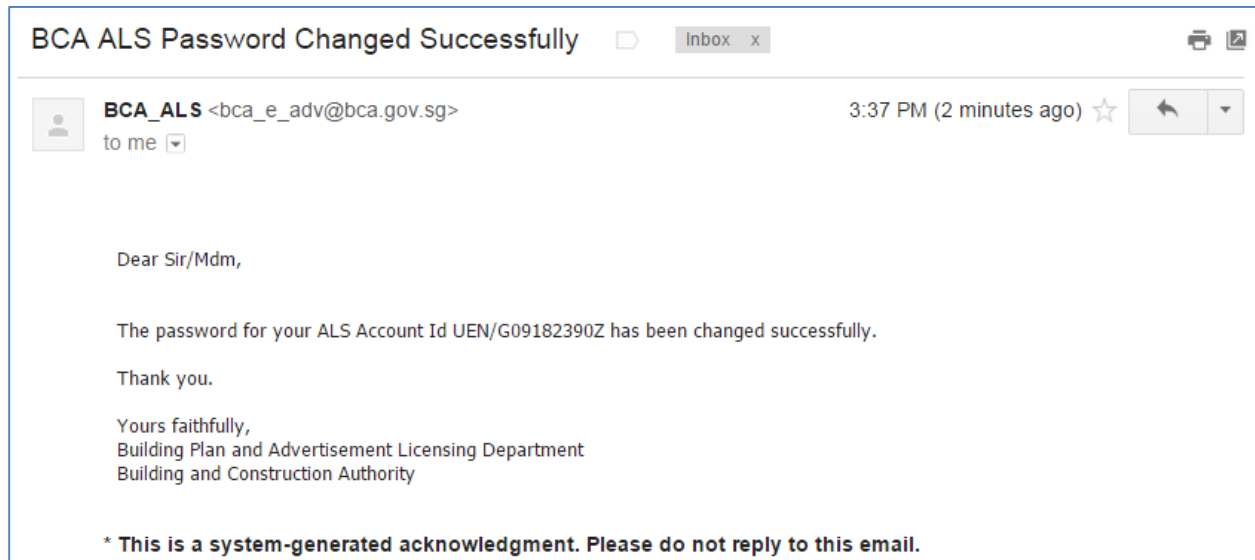 BCA ALS Password Changed Successfully Inbox x
BCA_ALS <bca_e_adv@bca.gov.sg> 3:37 PM (2 minutes ago)
to me
Dear Sir/Mdm,
The password for your ALS Account Id UEN/G09182390Z has been changed successfully.
Thank you.
Yours faithfully,
Building Plan and Advertisement Licensing Department
Building and Construction Authority
* This is a system-generated acknowledgment. Please do not reply to this email.